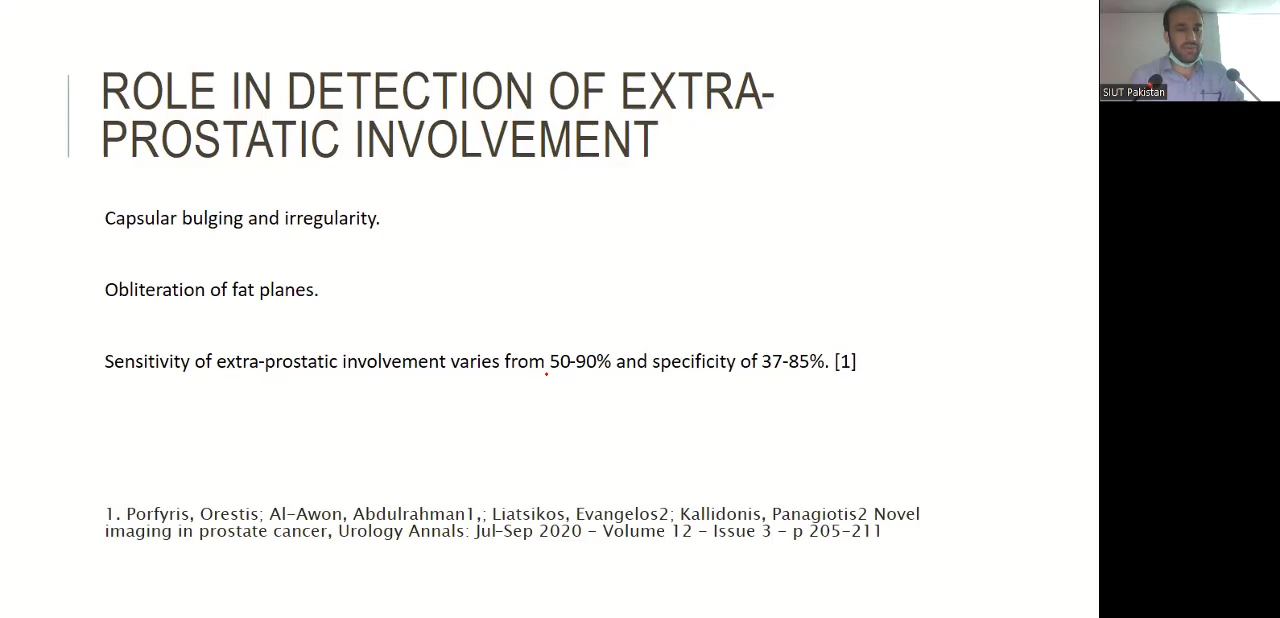 ROLE IN DETECTION OF EXTRA-
PROSTATIC INVOLVEMENT
Capsular bulging and irregularity.
Obliteration of fat planes.
Sensitivity of extra-prostatic involvement varies from 50-90% and specificity of 37-85%. [1]
1. Porfyris, Orestis; Al-Awon, Abdulrahman1,; Liatsikos, Evangelos2; Kallidonis, Panagiotis2 Novel
imaging in prostate cancer, Urology Annals: Jul-Sep 2020 - Volume 12 - Issue 3 - p 205-211
SIUT Pakistan